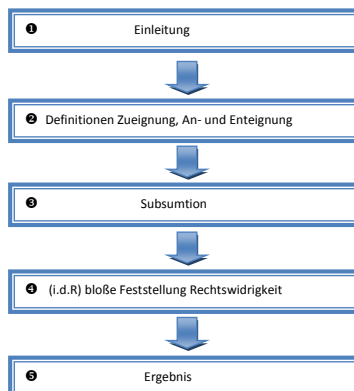 ❶ Einleitung
❷ Definitionen Zueignung, An- und Enteignung
❸ Subsumtion
❹ (i.d.R) bloße Feststellung Rechtswidrigkeit
❺ Ergebnis